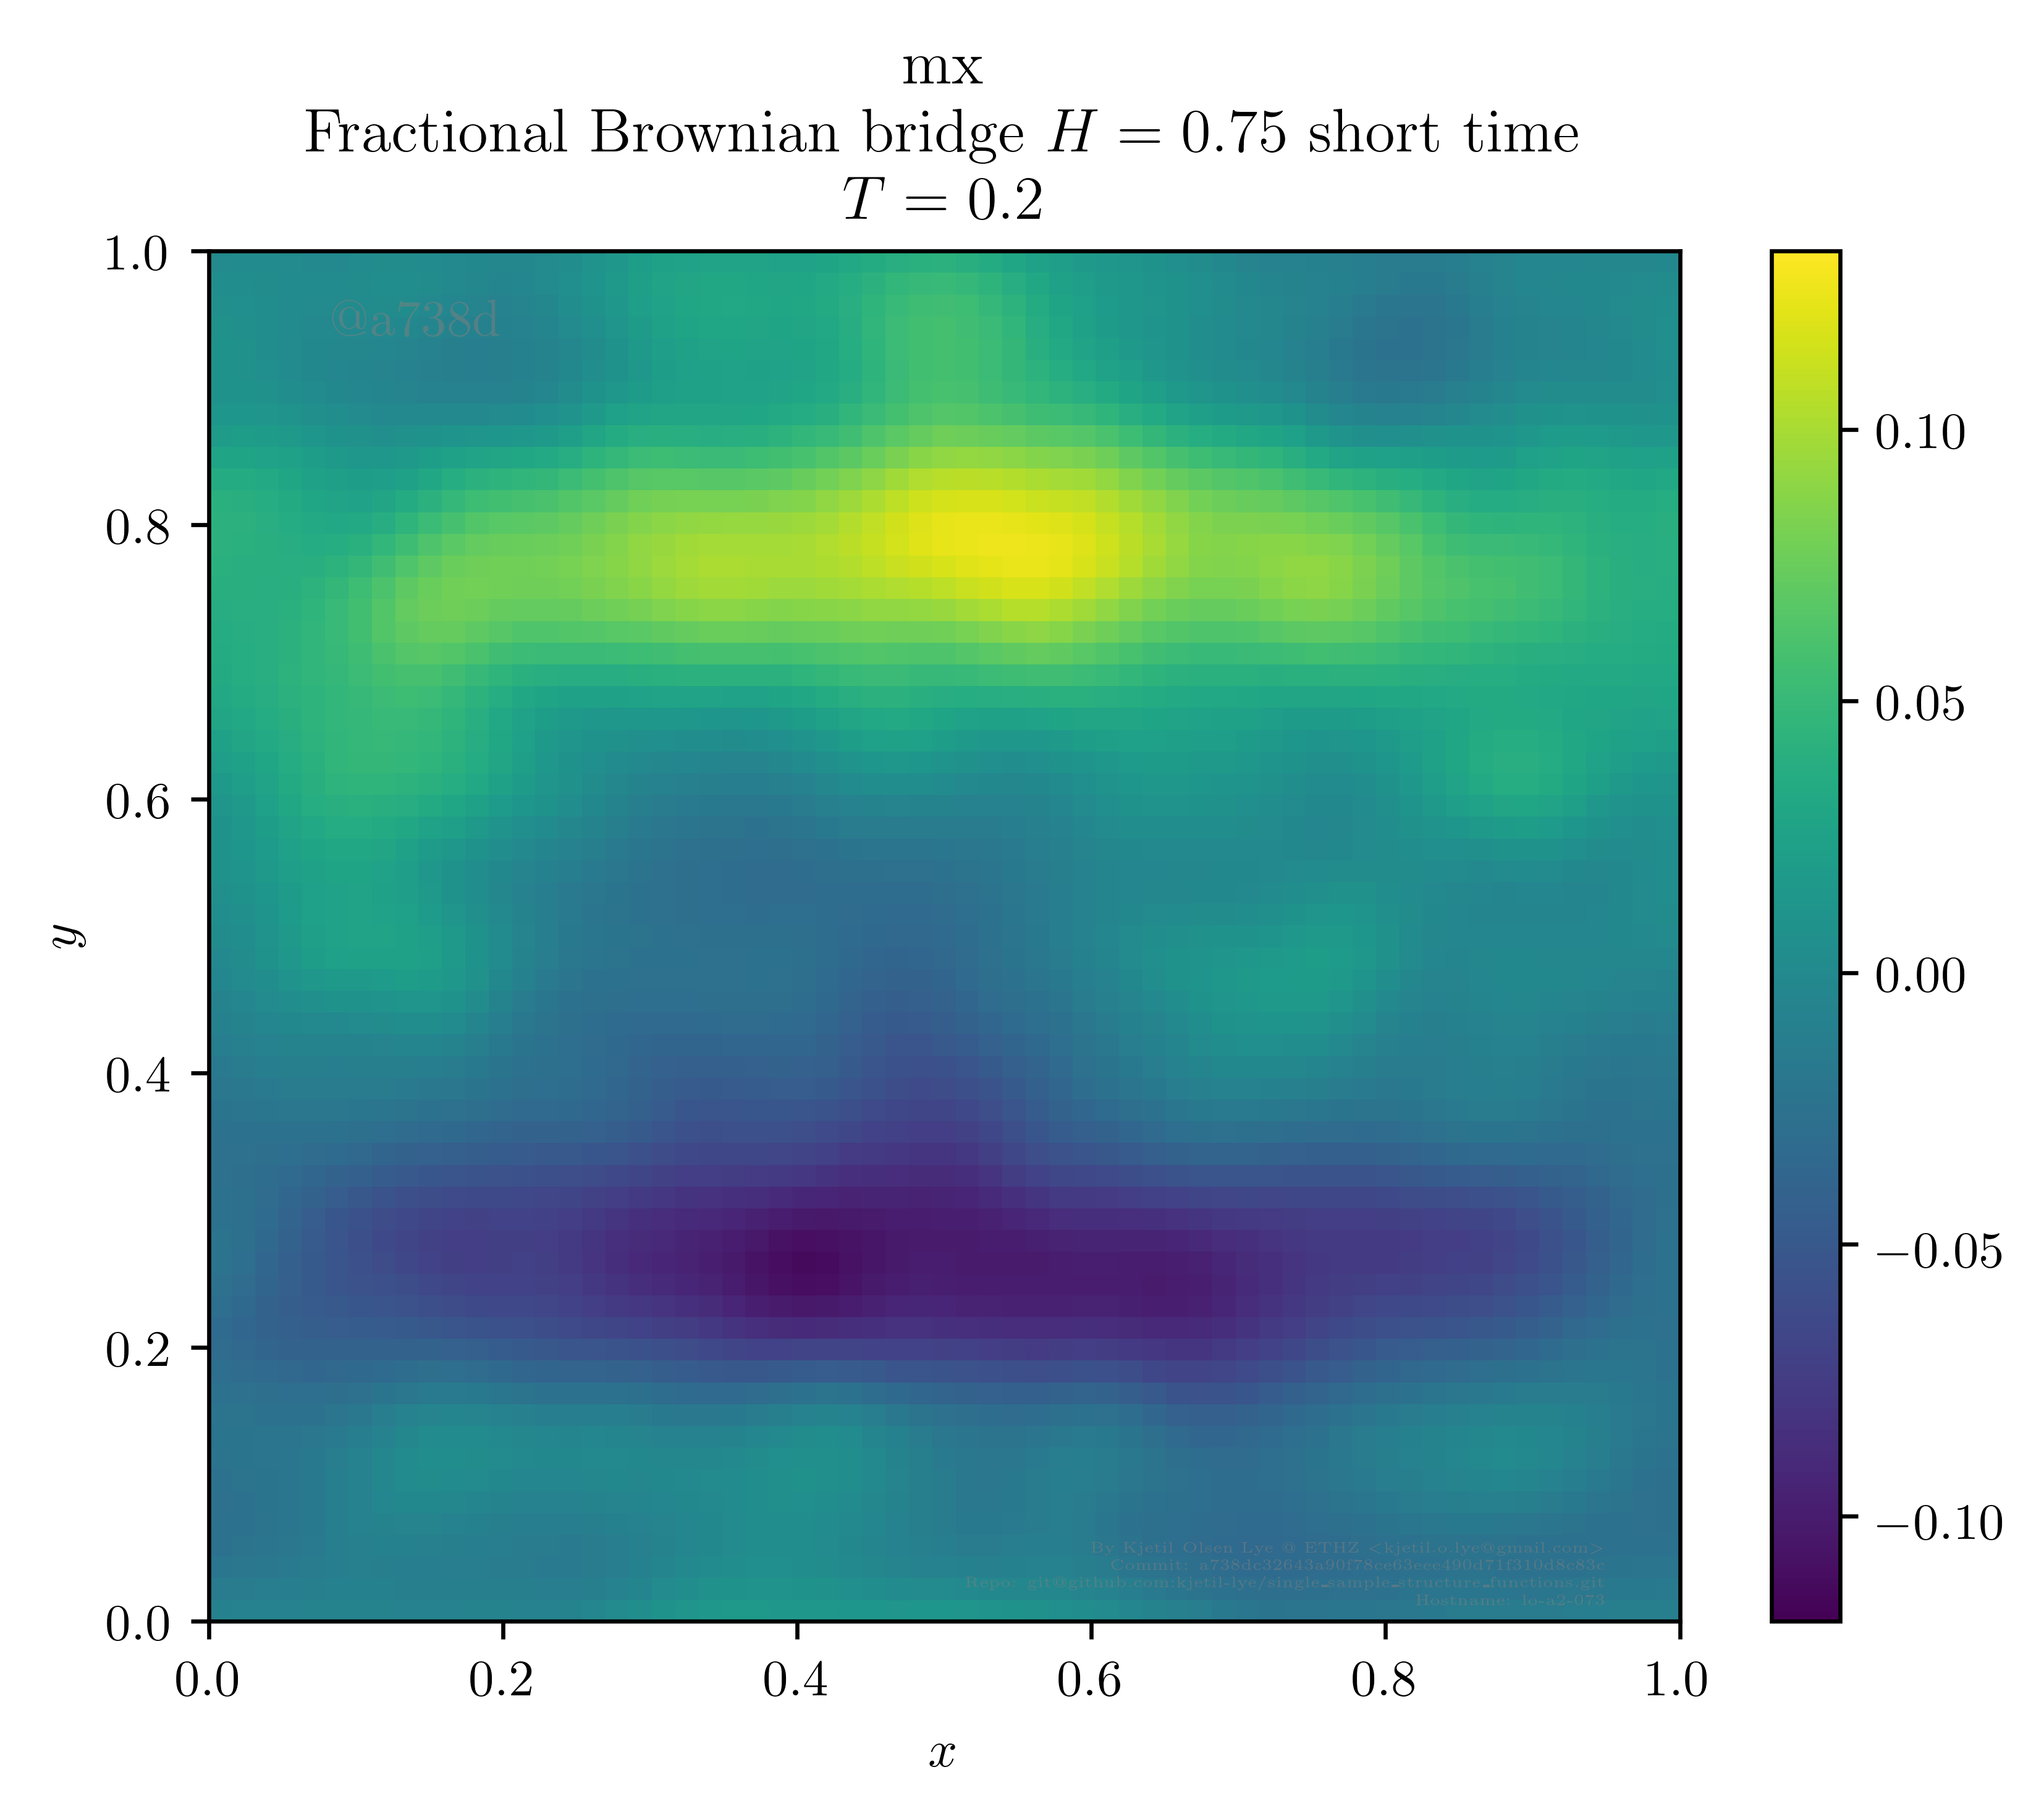 mx
Fractional Brownian bridge H = 0.75 short time
T = 0.2
@a738d
1.0
0.8
0.6
0.4
0.2
0.0
y
0.0 0.2 0.4 0.6 0.8 1.0
x
0.10
0.05
0.00
−0.05
−0.10
By Kjetil Olsen Lye @ ETHZ <kjetil.o.lye@gmail.com>
Commit: a738dc32643a90f78ce63eee490d71f310d8c83c
Repo: git@github.com:kjetil-lye/single_sample_structure_functions.git
Hostname: lo-a2-073